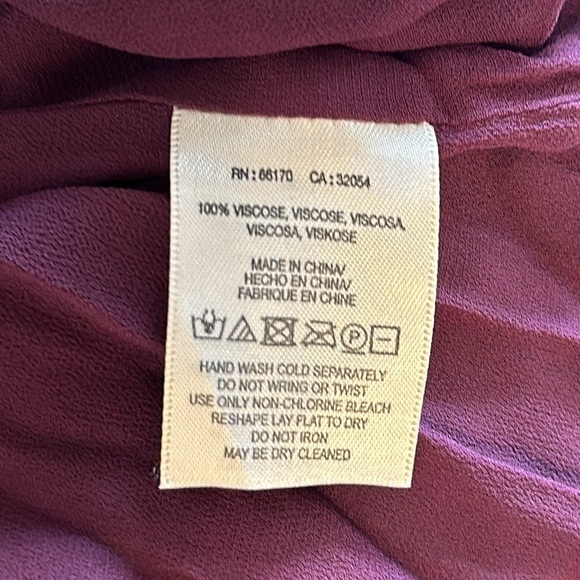 RN: 66170 CA: 32054
100% VISCOSE, VISCOSE, VISCOSA,
VISCOSA, VISKOSE
MADE IN CHINA/
HECHO EN CHINA/
FABRIQUE EN CHINE
P
HAND WASH COLD SEPARATELY
DO NOT WRING OR TWIST
USE ONLY NON-CHLORINE BLEACH
RESHAPE LAY FLAT TO DRY
DO NOT IRON
MAY BE DRY CLEANED